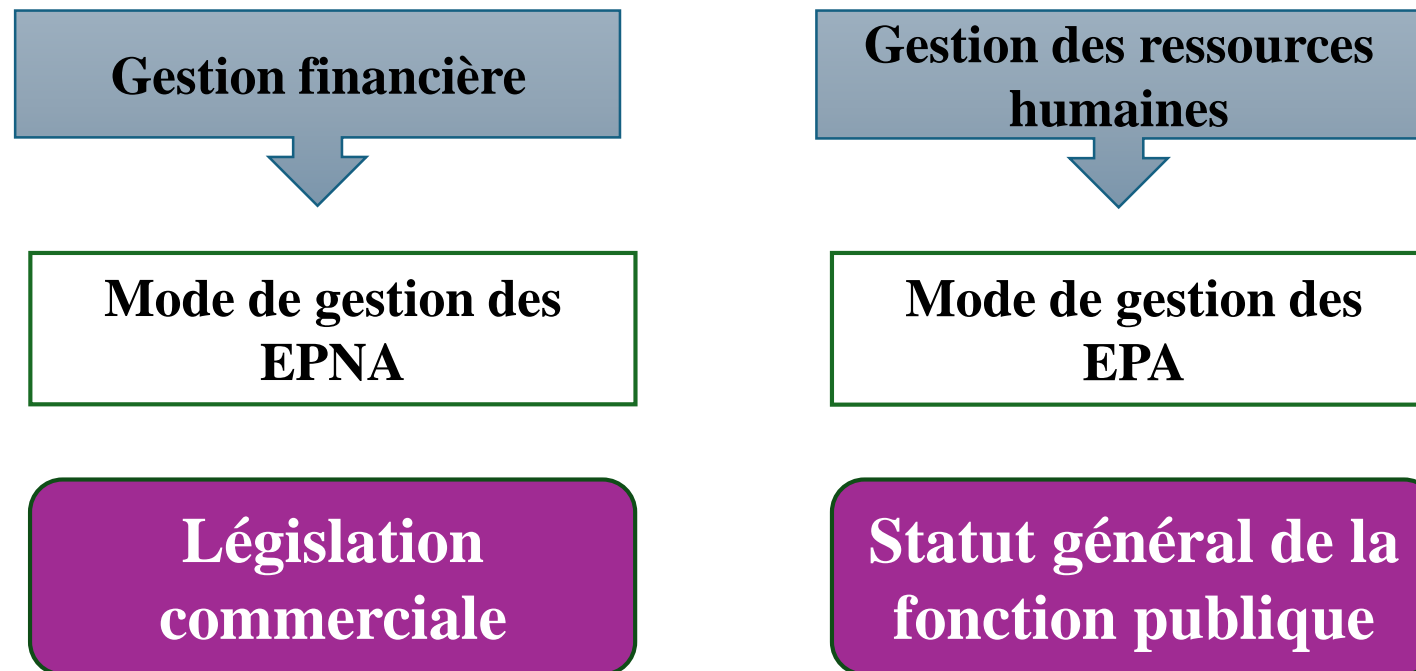 Gestion financière
Gestion des ressources
humaines
Mode de gestion des
EPNA
Mode de gestion des
EPA
Législation
commerciale
Statut général de la
fonction publique